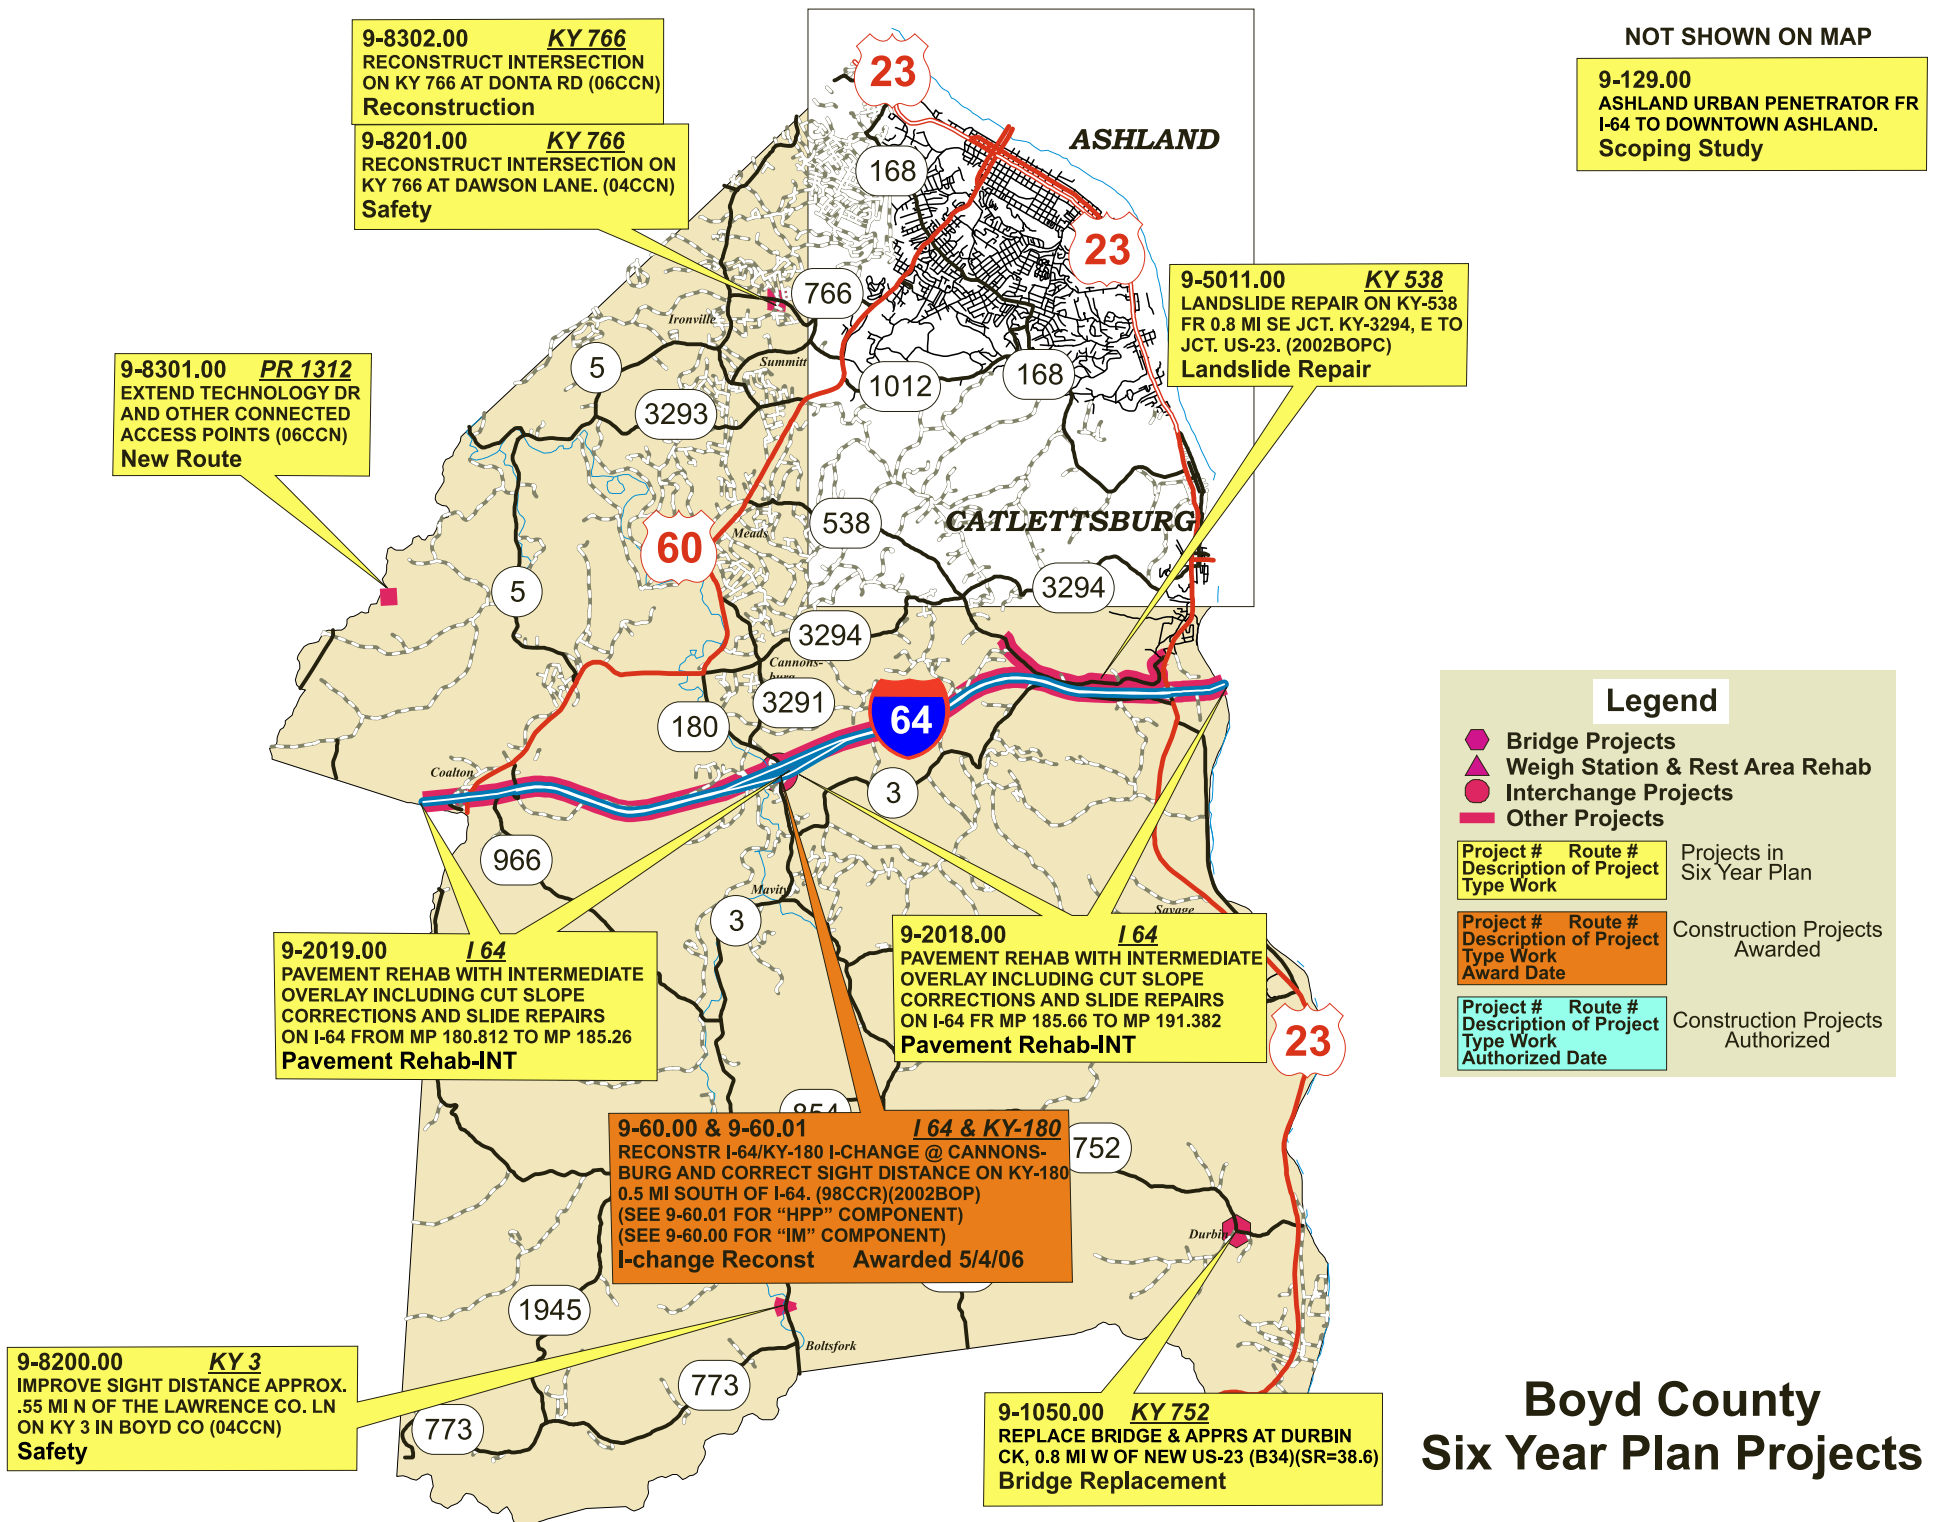 9-8302.00 KY 766
RECONSTRUCT INTERSECTION
ON KY 766 AT DONTA RD (06CCN)
Reconstruction
9-8201.00 KY 766
RECONSTRUCT INTERSECTION ON
KY 766 AT DAWSON LANE. (04CCN)
Safety
NOT SHOWN ON MAP
9-129.00
ASHLAND URBAN PENETRATOR FR
I-64 TO DOWNTOWN ASHLAND.
Scoping Study
23
ASHLAND
168
23
766
Ironville
Summitt
5
3293
1012
168
9-5011.00 KY 538
LANDSLIDE REPAIR ON KY-538
FR 0.8 MI SE JCT. KY-3294, E TO
JCT. US-23. (2002BOPC)
Landslide Repair
9-8301.00 PR 1312
EXTEND TECHNOLOGY DR
AND OTHER CONNECTED
ACCESS POINTS (06CCN)
New Route
538
CATLETTSBURG
Meads
60
5
3294
3294
Cannons-
burg
3291
180
64
Coalton
3
966
Mavity
3
Savage
Legend
Bridge Projects
Weigh Station & Rest Area Rehab
Interchange Projects
Other Projects
Project # Route #
Description of Project
Type Work
Projects in
Six Year Plan
Project # Route #
Description of Project
Type Work
Award Date
Construction Projects
Awarded
Project # Route #
Description of Project
Type Work
Authorized Date
Construction Projects
Authorized
9-2019.00 I 64
PAVEMENT REHAB WITH INTERMEDIATE
OVERLAY INCLUDING CUT SLOPE
CORRECTIONS AND SLIDE REPAIRS
ON I-64 FROM MP 180.812 TO MP 185.26
Pavement Rehab-INT
9-2018.00 I 64
PAVEMENT REHAB WITH INTERMEDIATE
OVERLAY INCLUDING CUT SLOPE
CORRECTIONS AND SLIDE REPAIRS
ON I-64 FR MP 185.66 TO MP 191.382
Pavement Rehab-INT
23
854
9-60.00 & 9-60.01 I 64 & KY-180
RECONSTR I-64/KY-180 I-CHANGE @ CANNONS-
BURG AND CORRECT SIGHT DISTANCE ON KY-180
0.5 MI SOUTH OF I-64. (98CCR)(2002BOP)
(SEE 9-60.01 FOR “HPP” COMPONENT)
(SEE 9-60.00 FOR “IM” COMPONENT)
I-change Reconst Awarded 5/4/06
752
Durbin
1945
Boltsfork
773
773
9-8200.00 KY 3
IMPROVE SIGHT DISTANCE APPROX.
.55 MI N OF THE LAWRENCE CO. LN
ON KY 3 IN BOYD CO (04CCN)
Safety
9-1050.00 KY 752
REPLACE BRIDGE & APPRS AT DURBIN
CK, 0.8 MI W OF NEW US-23 (B34)(SR=38.6)
Bridge Replacement
Boyd County
Six Year Plan Projects